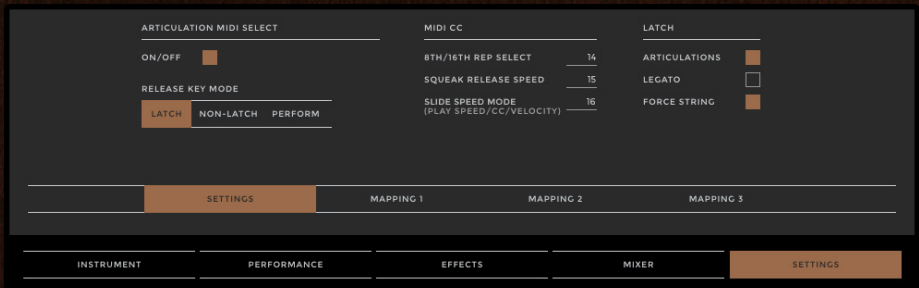 ARTICULATION MIDI SELECT
ON/OFF
RELEASE KEY MODE
LATCH NON-LATCH PERFORM
MIDI CC
8TH/16TH REP SELECT 14
SQUEAK RELEASE SPEED 15
SLIDE SPEED MODE 16
(PLAY SPEED/CC/VELOCITY)
LATCH
ARTICULATIONS
LEGATO
FORCE STRING
SETTINGS MAPPING 1 MAPPING 2 MAPPING 3
INSTRUMENT PERFORMANCE EFFECTS MIXER SETTINGS